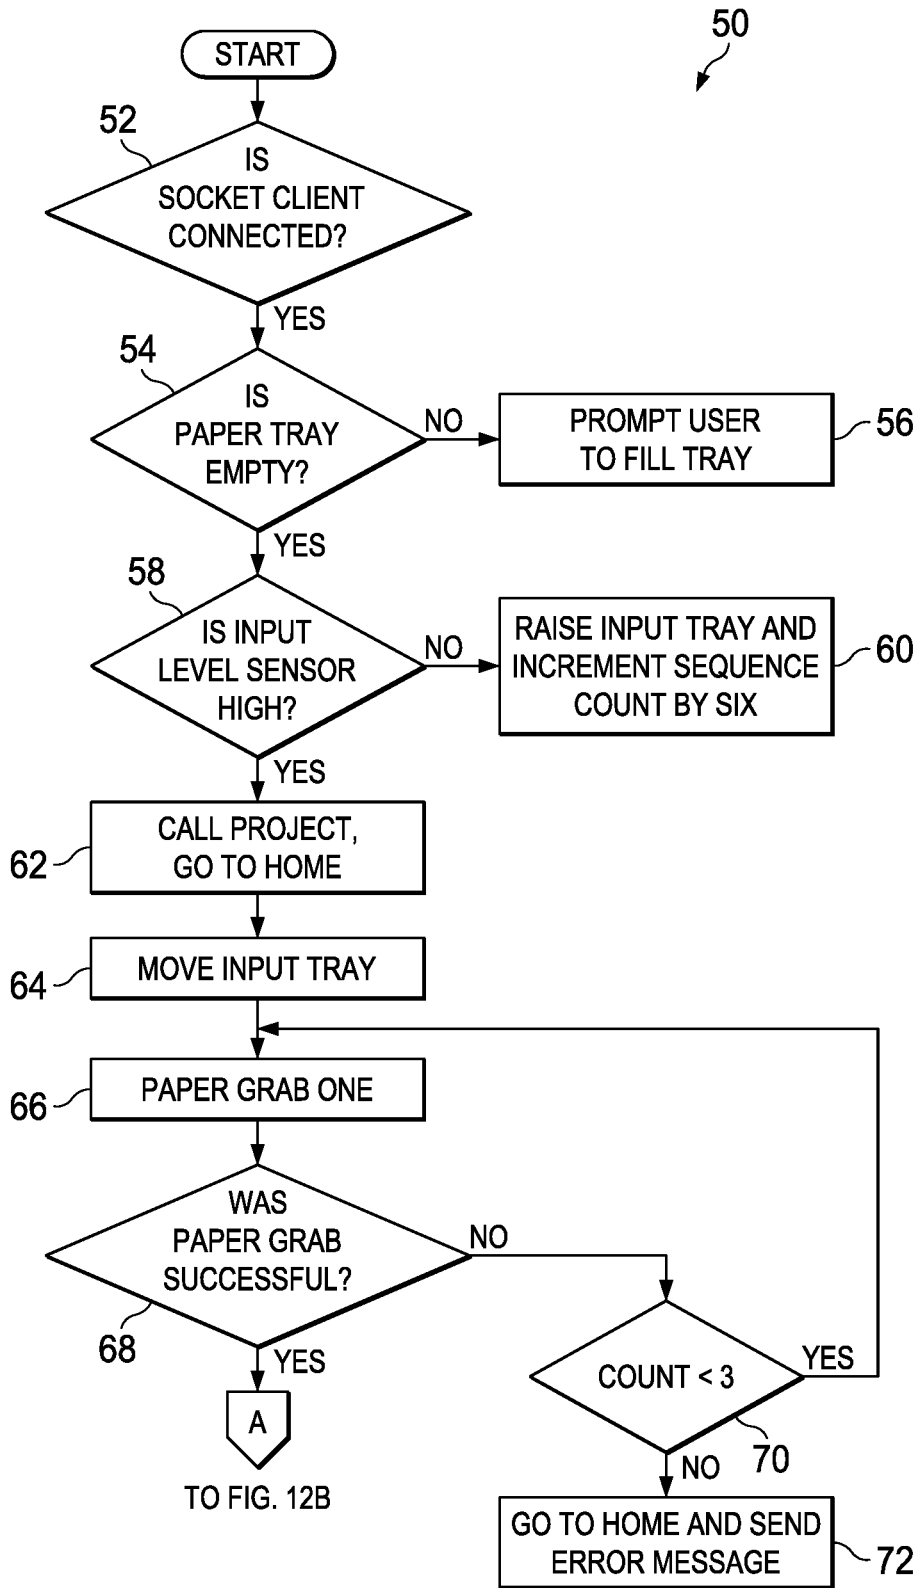 50
START
52
IS
SOCKET CLIENT
CONNECTED?
YES
54
IS
PAPER TRAY
EMPTY?
NO
PROMPT USER
TO FILL TRAY
56
YES
58
IS INPUT
LEVEL SENSOR
HIGH?
NO
RAISE INPUT TRAY AND
INCREMENT SEQUENCE
COUNT BY SIX
60
YES
CALL PROJECT,
GO TO HOME
62
MOVE INPUT TRAY
64
PAPER GRAB ONE
66
WAS
PAPER GRAB
SUCCESSFUL?
68
NO
YES
COUNT < 3
YES
70
A
TO FIG. 12B
NO
GO TO HOME AND SEND
ERROR MESSAGE
72